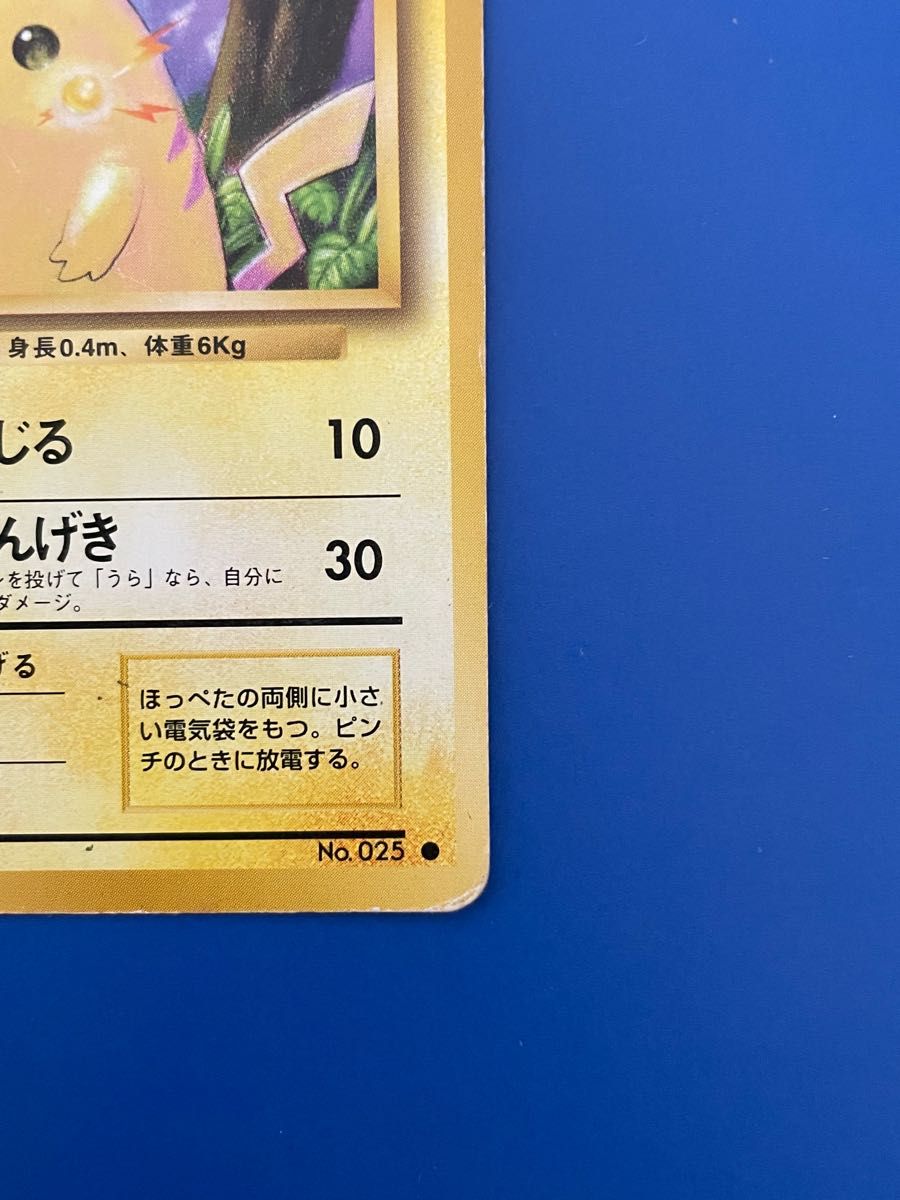 身長0.4m、体重6Kg
じる 10
んげき 30
を投げて「うら」なら、自分に
ダメージ。
げる
ほっぺたの両側に小さ
い電気袋をもつ。ピン
チのときに放電する。
No. 025 ●